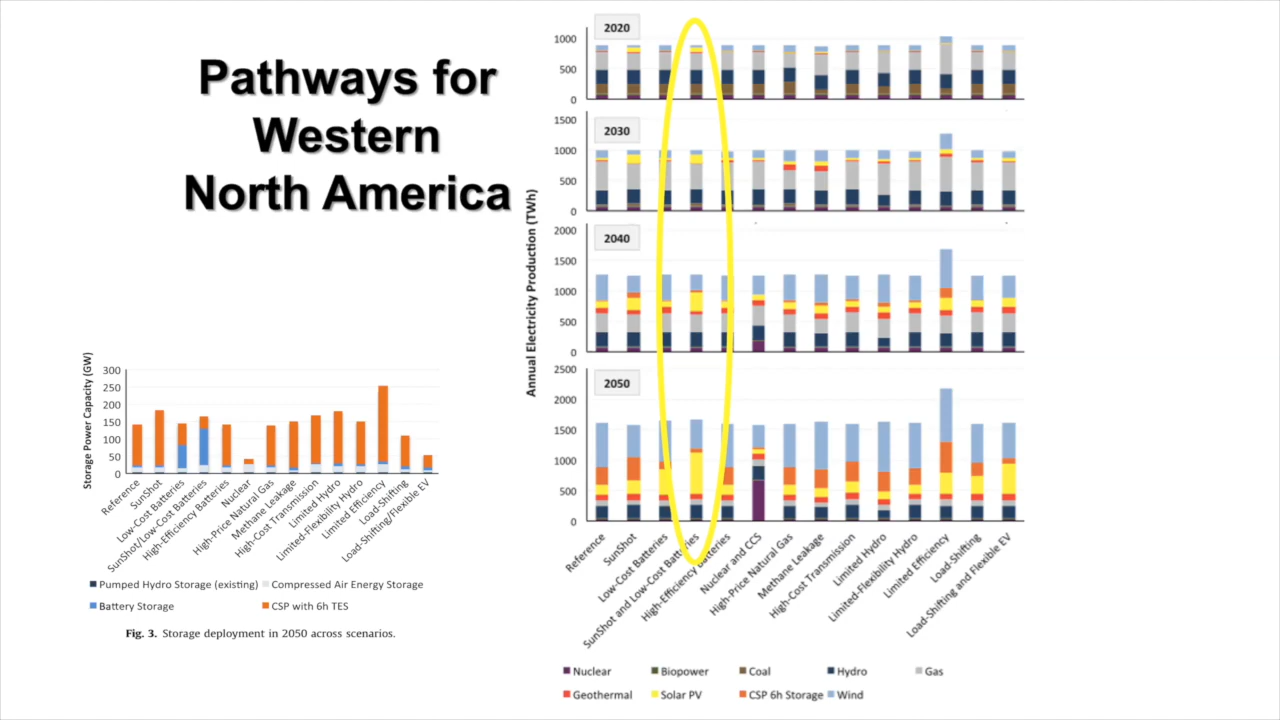 Pathways for
Western
North America
Storage Power Capacity (GW)
300
250
200
150
100
50
0
Reference
SunShot
Low-Cost Batteries
SunShot/Low-Cost Batteries
High-Efficiency Batteries
Nuclear
High-Price Natural Gas
Methane Leakage
High-Cost Transmission
Limited Hydro
Limited-Flexibility Hydro
Limited Efficiency
Load-Shifting
Load-Shifting/Flexible EV
Pumped Hydro Storage (existing)
Compressed Air Energy Storage
Battery Storage
CSP with 6h TES
Fig. 3. Storage deployment in 2050 across scenarios.
Annual Electricity Production (TWh)
2020
1000
500
0
2030
1500
1000
500
0
2040
2000
1500
1000
500
0
2050
2500
2000
1500
1000
500
0
Reference
SunShot
Low-Cost Batteries
SunShot and Low-Cost Batteries
High-Efficiency Batteries
Nuclear and CCS
High-Price Natural Gas
Methane Leakage
High-Cost Transmission
Limited Hydro
Limited-Flexibility Hydro
Limited Efficiency
Load-Shifting
Load-Shifting and Flexible EV
Nuclear
Biopower
Coal
Hydro
Gas
Geothermal
Solar PV
CSP 6h Storage
Wind